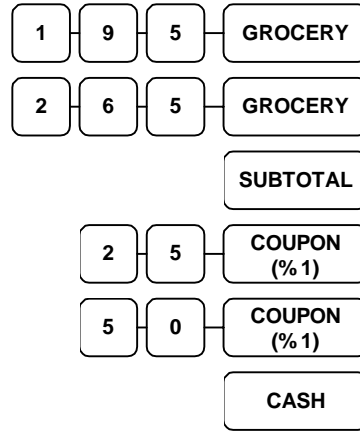 1 9 5 GROCERY
2 6 5 GROCERY
SUBTOTAL
2 5 COUPON
(%1)
5 0 COUPON
(%1)
CASH